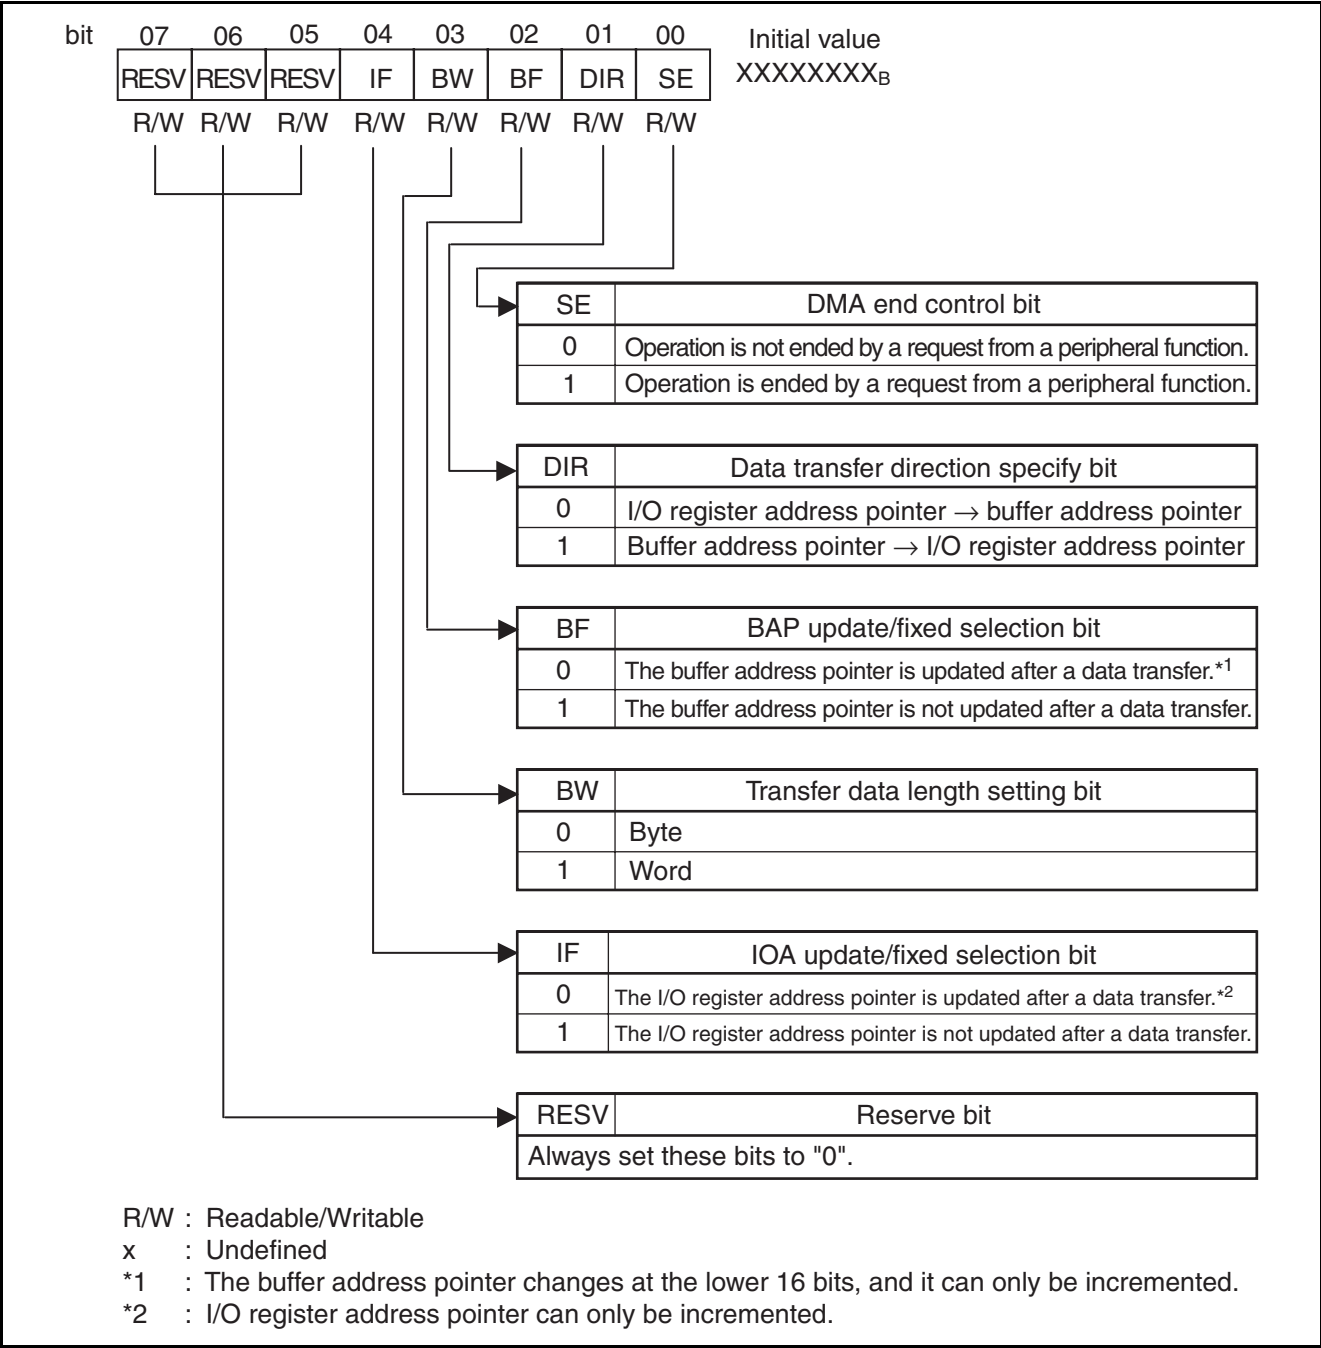 bit 07 06 05 04 03 02 01 00 Initial value
RESV RESV RESV IF BW BF DIR SE XXXXXXXXB
R/W R/W R/W R/W R/W R/W R/W R/W
SE DMA end control bit
0 Operation is not ended by a request from a peripheral function.
1 Operation is ended by a request from a peripheral function.
DIR Data transfer direction specify bit
0 I/O register address pointer → buffer address pointer
1 Buffer address pointer → I/O register address pointer
BF BAP update/fixed selection bit
0 The buffer address pointer is updated after a data transfer.*1
1 The buffer address pointer is not updated after a data transfer.
BW Transfer data length setting bit
0 Byte
1 Word
IF IOA update/fixed selection bit
0 The I/O register address pointer is updated after a data transfer.*2
1 The I/O register address pointer is not updated after a data transfer.
RESV Reserve bit
Always set these bits to "0".
R/W : Readable/Writable
x : Undefined
*1 : The buffer address pointer changes at the lower 16 bits, and it can only be incremented.
*2 : I/O register address pointer can only be incremented.